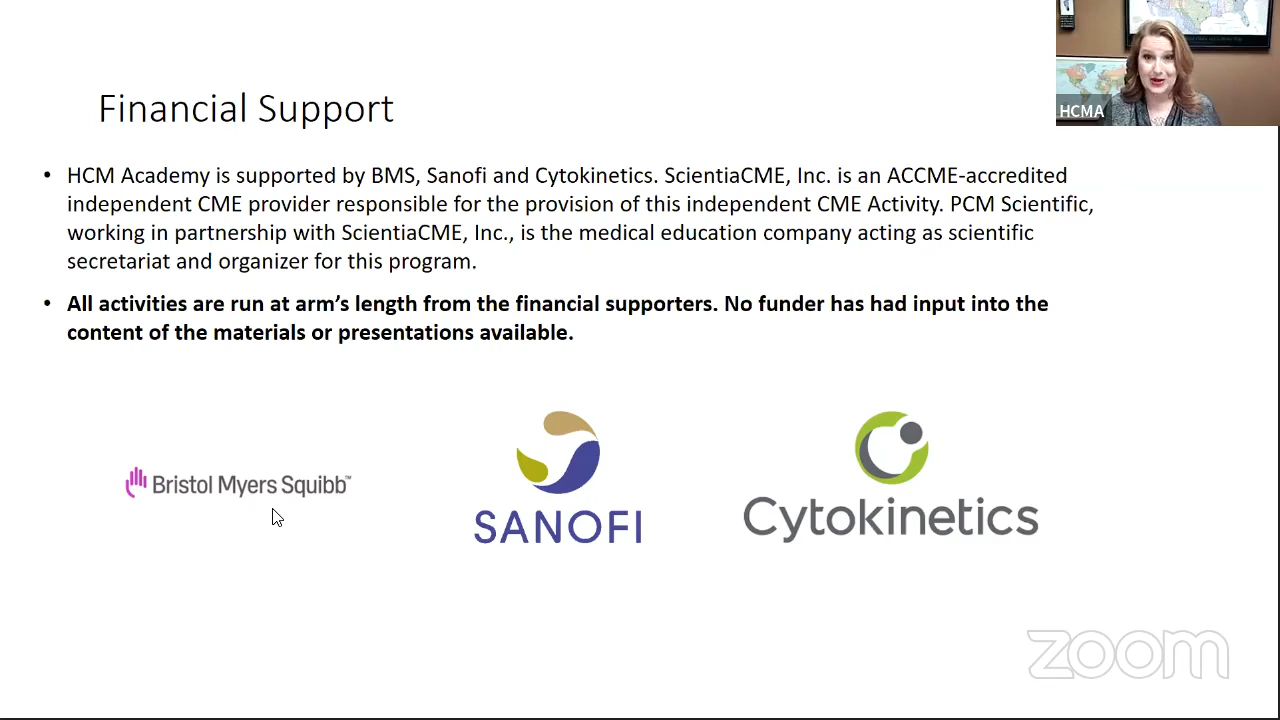 HCMA
Financial Support
• HCM Academy is supported by BMS, Sanofi and Cytokinetics. ScientiaCME, Inc. is an ACCME-accredited
independent CME provider responsible for the provision of this independent CME Activity. PCM Scientific,
working in partnership with ScientiaCME, Inc., is the medical education company acting as scientific
secretariat and organizer for this program.
• All activities are run at arm’s length from the financial supporters. No funder has had input into the
content of the materials or presentations available.
Bristol Myers Squibb™
SANOFI
Cytokinetics
zoom